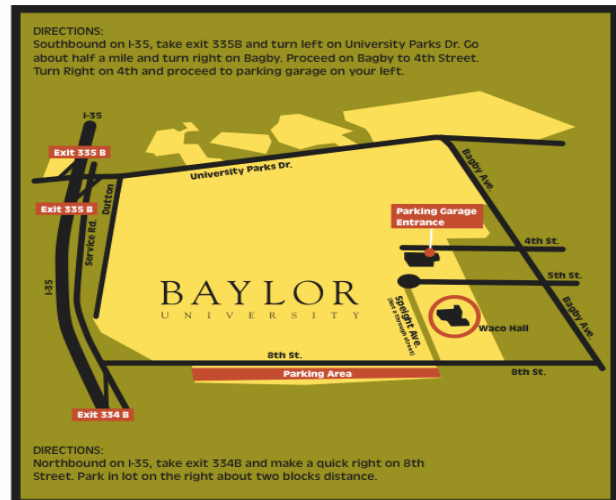 DIRECTIONS:
Southbound on I-35, take exit 335B and turn left on University Parks Dr. Go
about half a mile and turn right on Bagby. Proceed on Bagby to 4th Street.
Turn Right on 4th and proceed to parking garage on your left.
I-35
Exit 335 B
University Parks Dr.
Bagby Ave.
Dutton
Exit 335 B
Service Rd.
Parking Garage
Entrance
4th St.
5th St.
I-35
BAYLOR
UNIVERSITY
Speight Ave.
(Not a through street)
Waco Hall
Bagby Ave.
8th St.
Parking Area
8th St.
Exit 334 B
DIRECTIONS:
Northbound on I-35, take exit 334B and make a quick right on 8th
Street. Park in lot on the right about two blocks distance.